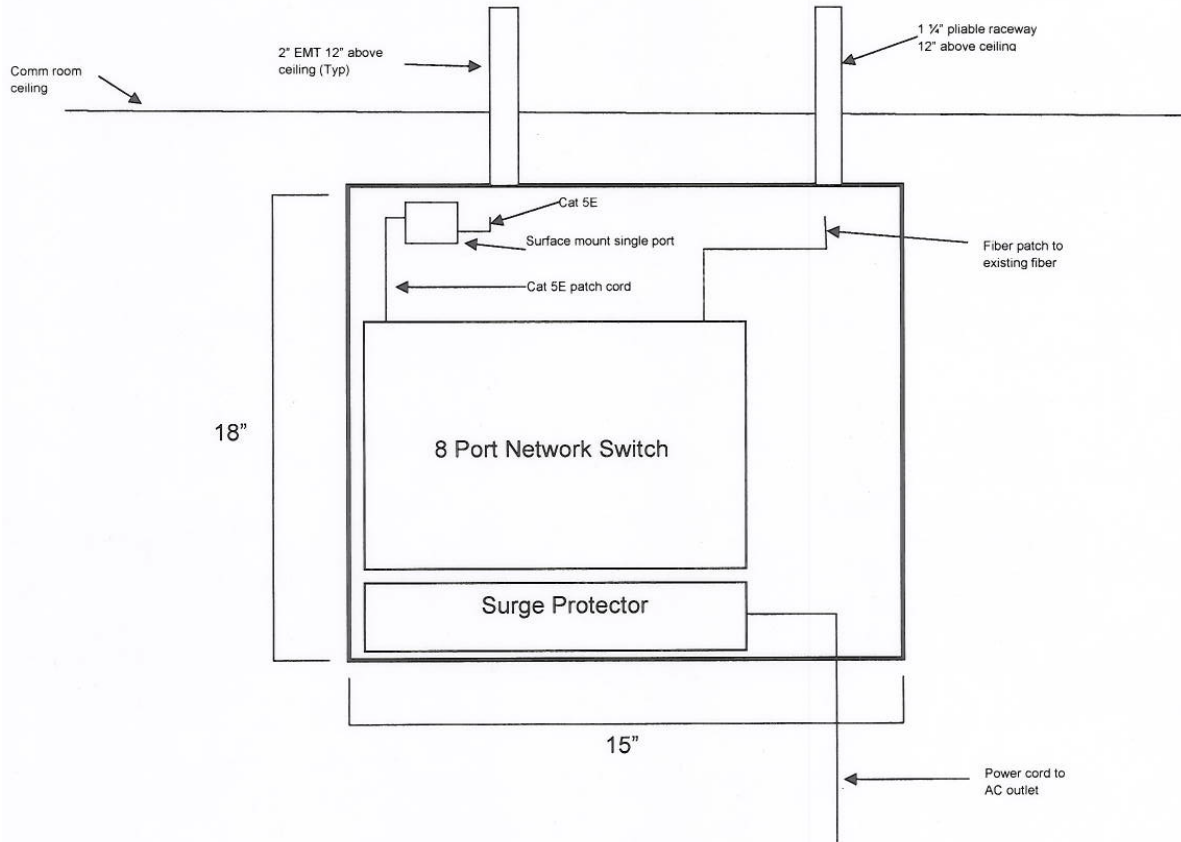 2" EMT 12" above
ceiling (Typ)
1 ¼" pliable raceway
12" above ceiling
Comm room
ceiling
Cat 5E
Surface mount single port
Fiber patch to
existing fiber
Cat 5E patch cord
18"
8 Port Network Switch
Surge Protector
15"
Power cord to
AC outlet